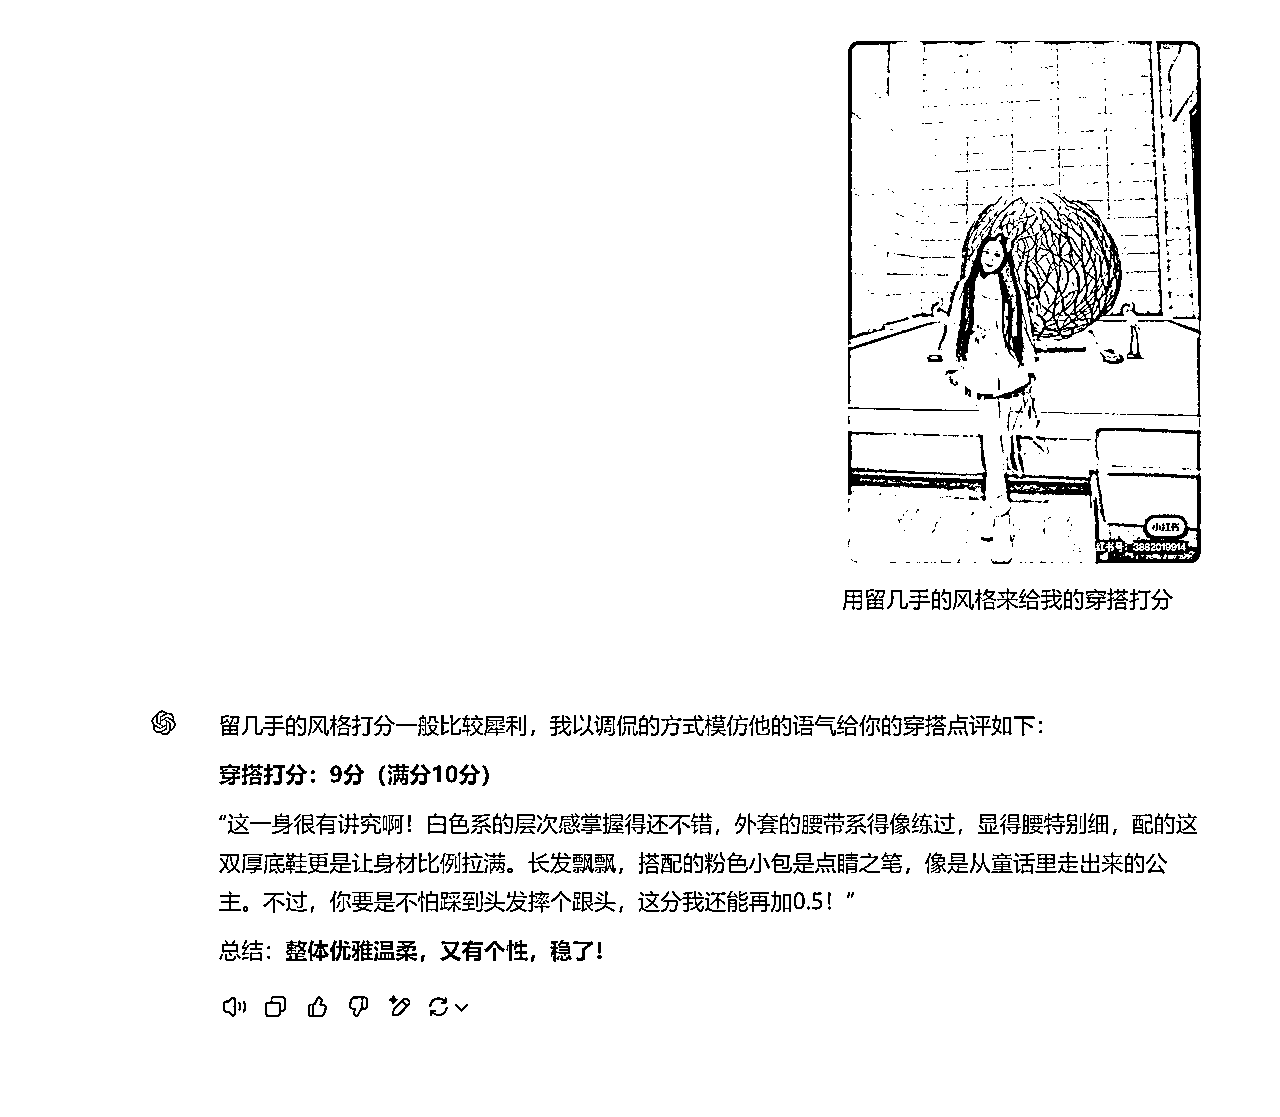 小红书
红书号: 3882019914
用留几手的风格来给我的穿搭打分
留几手的风格打分一般比较犀利，我以调侃的方式模仿他的语气给你的穿搭点评如下：
穿搭打分：9分（满分10分）
“这一身很有讲究啊！白色系的层次感掌握得还不错，外套的腰带系得像练过，显得腰特别细，配的这
双厚底鞋更是让身材比例拉满。长发飘飘，搭配的粉色小包是点睛之笔，像是从童话里走出来的公
主。不过，你要是不怕踩到头发摔个跟头，这分我还能再加0.5！”
总结：整体优雅温柔，又有个性，稳了！